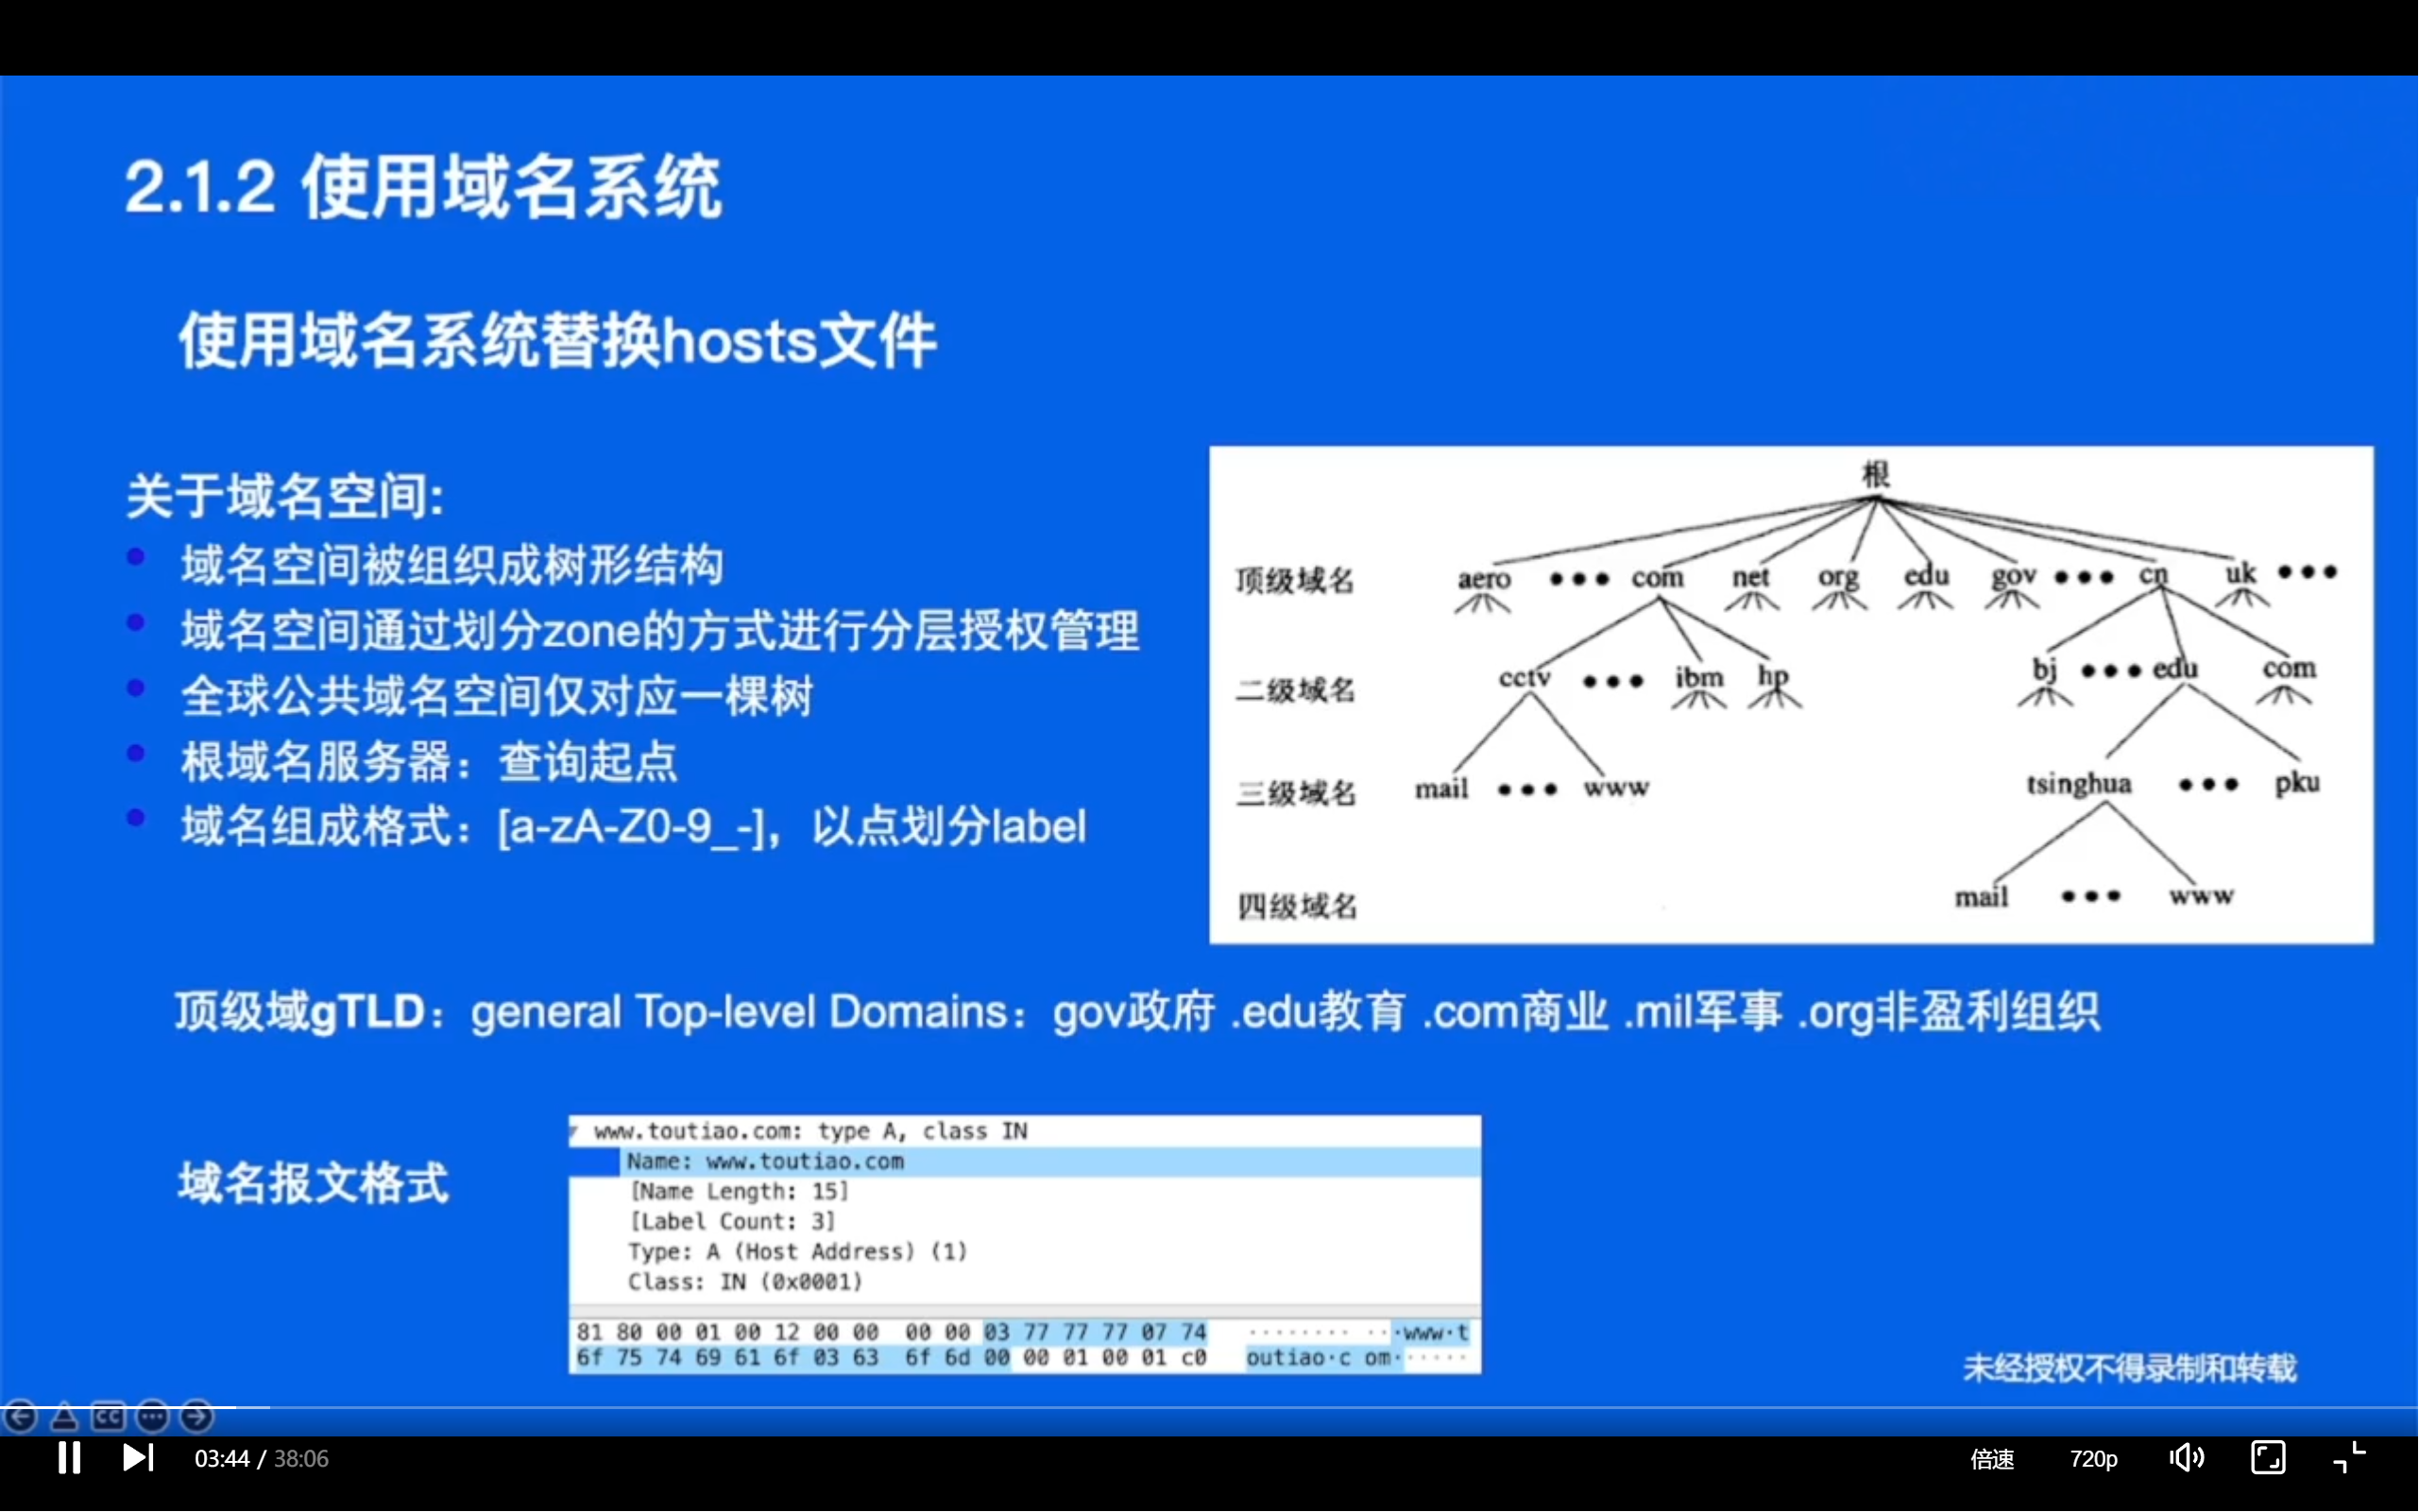 2.1.2 使用域名系统
使用域名系统替换hosts文件
关于域名空间:
域名空间被组织成树形结构
域名空间通过划分zone的方式进行分层授权管理
全球公共域名空间仅对应一棵树
根域名服务器：查询起点
域名组成格式：[a-zA-Z0-9_-]，以点划分label
根
顶级域名 aero ••• com net org edu gov ••• cn uk •••
二级域名 cctv ••• ibm hp bj ••• edu com
三级域名 mail ••• www tsinghua ••• pku
四级域名 mail ••• www
顶级域gTLD：general Top-level Domains：gov政府 .edu教育 .com商业 .mil军事 .org非盈利组织
域名报文格式
www.toutiao.com: type A, class IN
Name: www.toutiao.com
[Name Length: 15]
[Label Count: 3]
Type: A (Host Address) (1)
Class: IN (0x0001)
81 80 00 01 00 12 00 00 00 00 03 77 77 77 07 74 ········ ···www·t
6f 75 74 69 61 6f 03 63 6f 6d 00 00 01 00 01 c0 outiao·c om······
未经授权不得录制和转载
CC
03:44 / 38:06 倍速 720p